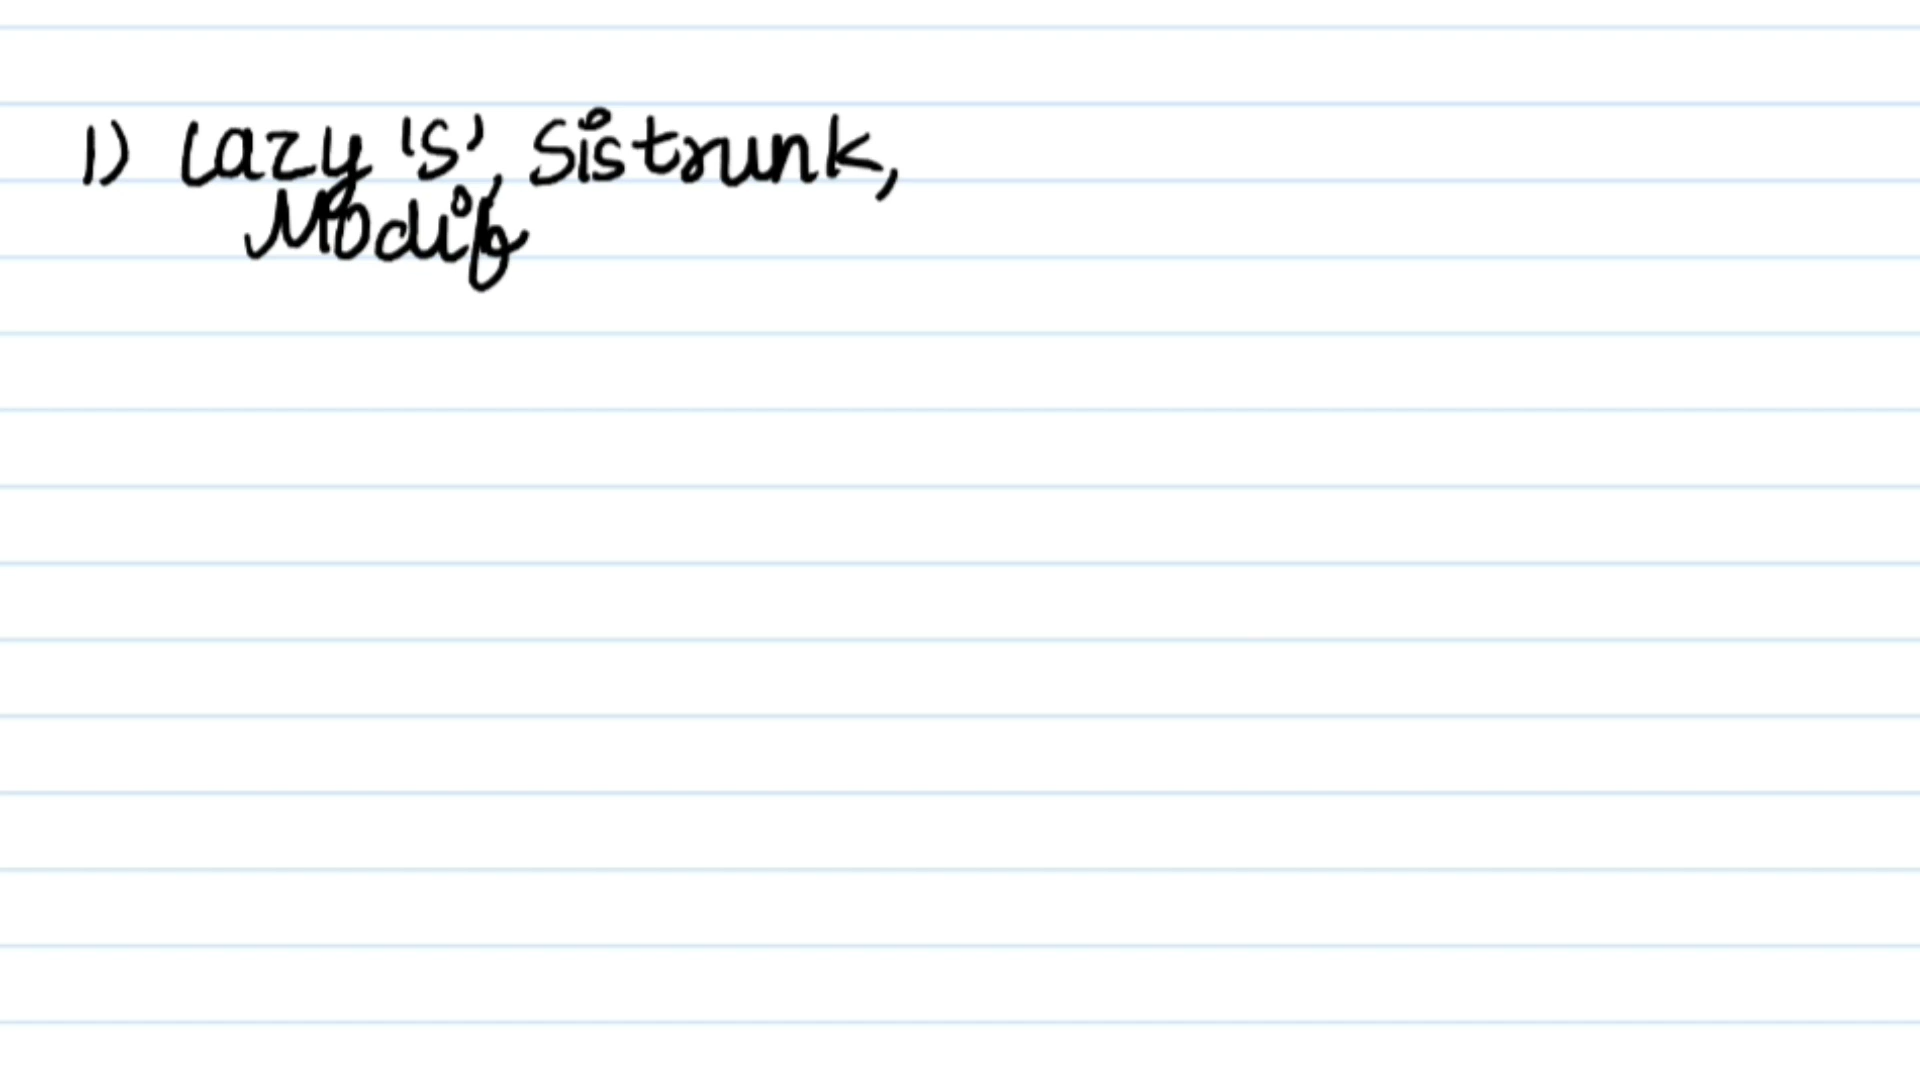 1) Lazy 'S', Sistrunk,
Modif